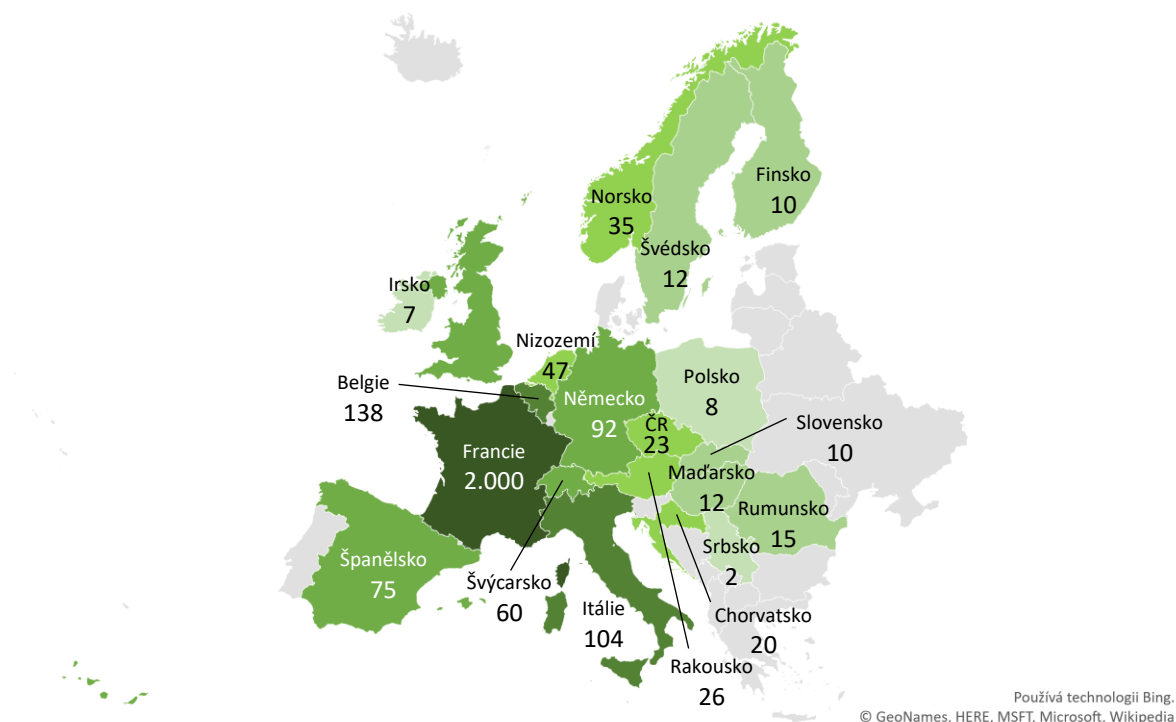 Finsko
10
Norsko
35
Švédsko
12
Irsko
7
Nizozemí
47
Belgie
138
Německo
92
Polsko
8
Slovensko
10
ČR
23
Francie
2.000
Maďarsko
12
Rumunsko
15
Srbsko
2
Španělsko
75
Švýcarsko
60
Itálie
104
Chorvatsko
20
Rakousko
26
Používá technologii Bing.
© GeoNames, HERE, MSFT, Microsoft, Wikipedia